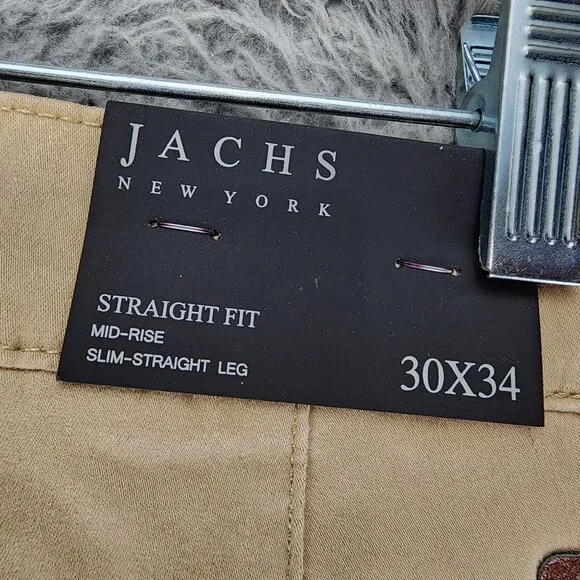 JACHS
NEW YORK
STRAIGHT FIT
MID-RISE
SLIM-STRAIGHT LEG
30X34